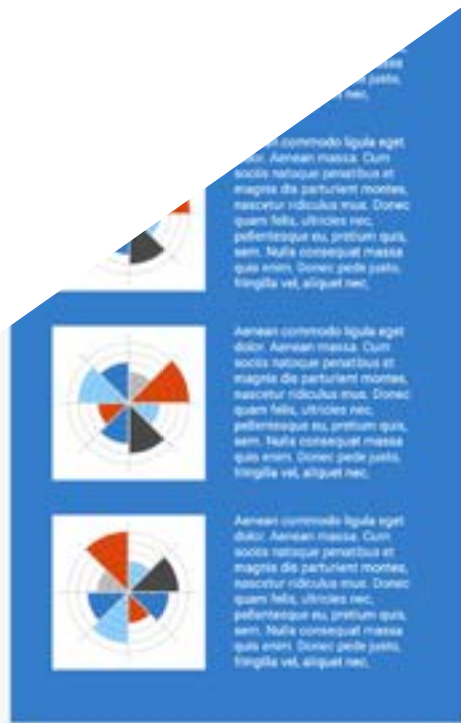 justo,
nec,
commodo ligula eget
dolor. Aenean massa. Cum
sociis natoque penatibus et
magnis dis parturient montes,
nascetur ridiculus mus. Donec
quam felis, ultricies nec,
pellentesque eu, pretium quis,
sem. Nulla consequat massa
quis enim. Donec pede justo,
fringilla vel, aliquet nec,
Aenean commodo ligula eget
dolor. Aenean massa. Cum
sociis natoque penatibus et
magnis dis parturient montes,
nascetur ridiculus mus. Donec
quam felis, ultricies nec,
pellentesque eu, pretium quis,
sem. Nulla consequat massa
quis enim. Donec pede justo,
fringilla vel, aliquet nec,
Aenean commodo ligula eget
dolor. Aenean massa. Cum
sociis natoque penatibus et
magnis dis parturient montes,
nascetur ridiculus mus. Donec
quam felis, ultricies nec,
pellentesque eu, pretium quis,
sem. Nulla consequat massa
quis enim. Donec pede justo,
fringilla vel, aliquet nec,